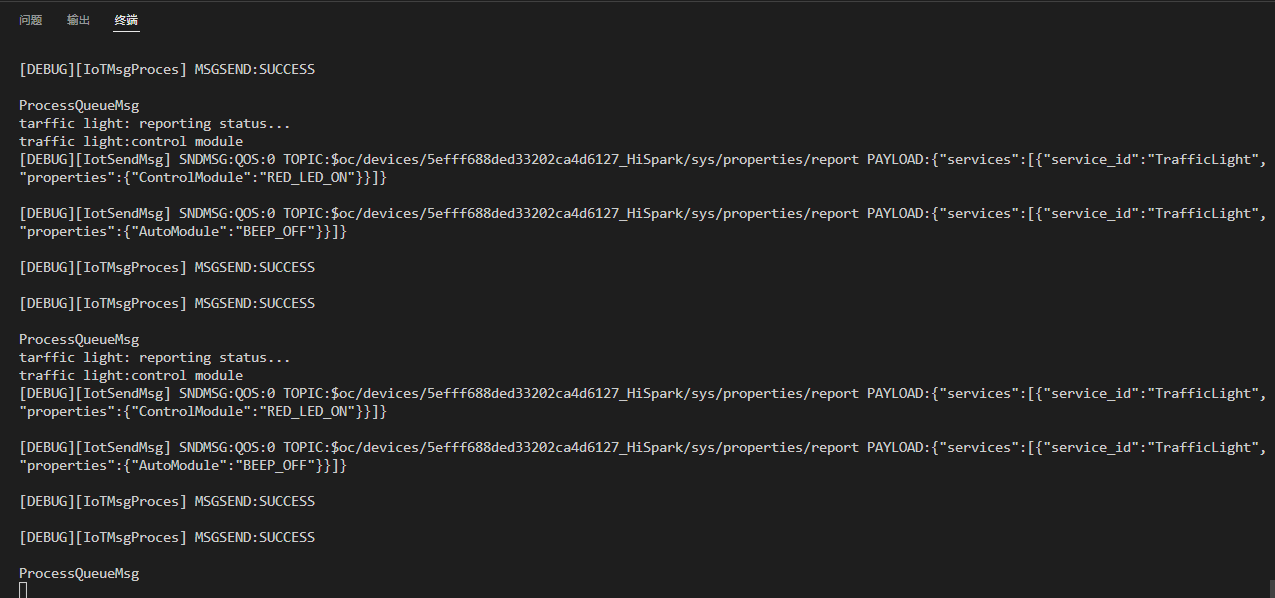 问题 输出 终端
[DEBUG][IoTMsgProces] MSGSEND:SUCCESS
ProcessQueueMsg
tarffic light: reporting status...
traffic light:control module
[DEBUG][IotSendMsg] SNDMSG:QOS:0 TOPIC:$oc/devices/5efff688ded33202ca4d6127_HiSpark/sys/properties/report PAYLOAD:{"services":[{"service_id":"TrafficLight",
"properties":{"ControlModule":"RED_LED_ON"}}]}
[DEBUG][IotSendMsg] SNDMSG:QOS:0 TOPIC:$oc/devices/5efff688ded33202ca4d6127_HiSpark/sys/properties/report PAYLOAD:{"services":[{"service_id":"TrafficLight",
"properties":{"AutoModule":"BEEP_OFF"}}]}
[DEBUG][IoTMsgProces] MSGSEND:SUCCESS
[DEBUG][IoTMsgProces] MSGSEND:SUCCESS
ProcessQueueMsg
tarffic light: reporting status...
traffic light:control module
[DEBUG][IotSendMsg] SNDMSG:QOS:0 TOPIC:$oc/devices/5efff688ded33202ca4d6127_HiSpark/sys/properties/report PAYLOAD:{"services":[{"service_id":"TrafficLight",
"properties":{"ControlModule":"RED_LED_ON"}}]}
[DEBUG][IotSendMsg] SNDMSG:QOS:0 TOPIC:$oc/devices/5efff688ded33202ca4d6127_HiSpark/sys/properties/report PAYLOAD:{"services":[{"service_id":"TrafficLight",
"properties":{"AutoModule":"BEEP_OFF"}}]}
[DEBUG][IoTMsgProces] MSGSEND:SUCCESS
[DEBUG][IoTMsgProces] MSGSEND:SUCCESS
ProcessQueueMsg